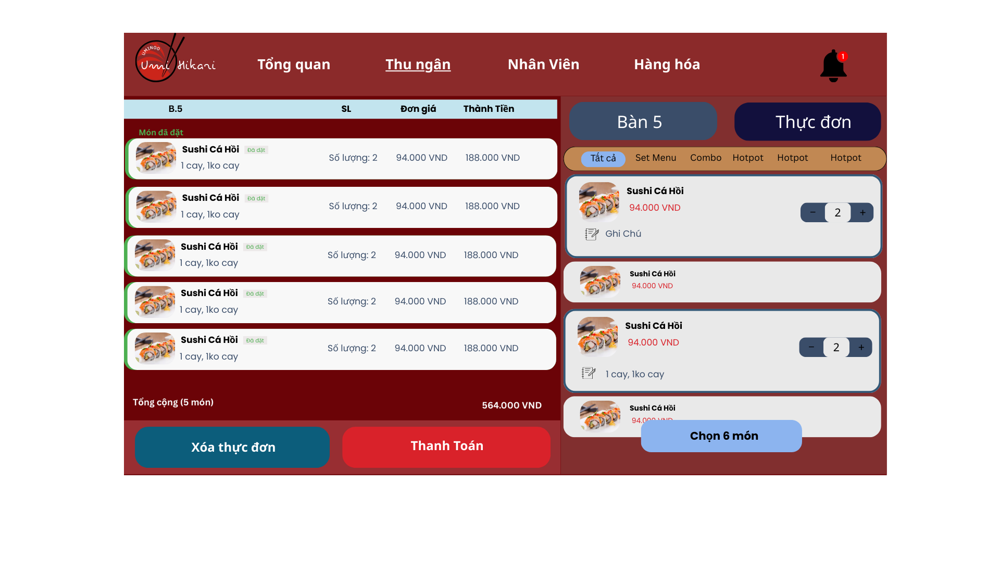 UMINOO
Umi Hikari
Tổng quan
Thu ngân
Nhân Viên
Hàng hóa
1
B.5 SL Đơn giá Thành Tiền
Món đã đặt
Sushi Cá Hồi Đã đặt
1 cay, 1ko cay
Số lượng: 2 94.000 VND 188.000 VND
Sushi Cá Hồi Đã đặt
1 cay, 1ko cay
Số lượng: 2 94.000 VND 188.000 VND
Sushi Cá Hồi Đã đặt
1 cay, 1ko cay
Số lượng: 2 94.000 VND 188.000 VND
Sushi Cá Hồi Đã đặt
1 cay, 1ko cay
Số lượng: 2 94.000 VND 188.000 VND
Sushi Cá Hồi Đã đặt
1 cay, 1ko cay
Số lượng: 2 94.000 VND 188.000 VND
Tổng cộng (5 món)
564.000 VND
Xóa thực đơn
Thanh Toán
Bàn 5
Thực đơn
Tất cả Set Menu Combo Hotpot Hotpot Hotpot
Sushi Cá Hồi
94.000 VND
− 2 +
Ghi Chú
Sushi Cá Hồi
94.000 VND
Sushi Cá Hồi
94.000 VND
− 2 +
1 cay, 1ko cay
Sushi Cá Hồi
94.000 VND
Chọn 6 món